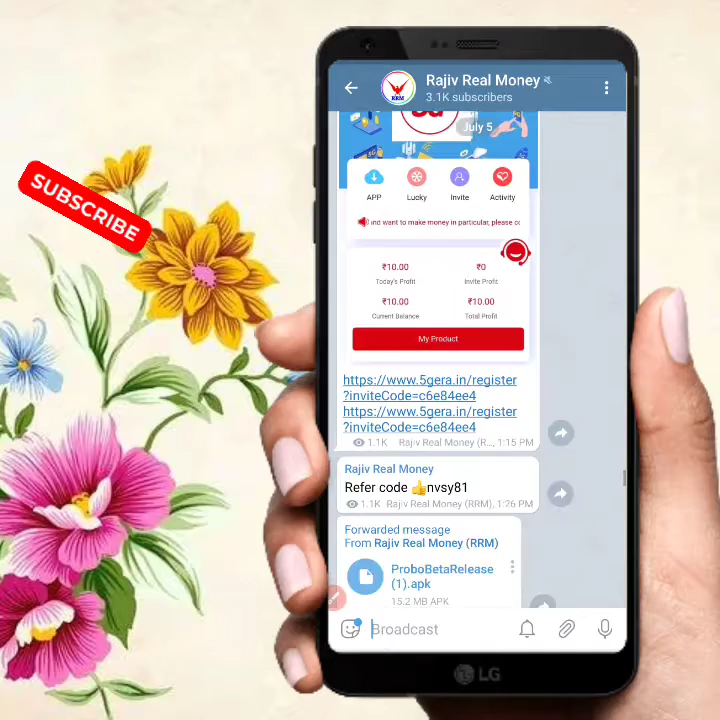 SUBSCRIBE
RRM
Rajiv Real Money
3.1K subscribers
July 5
APP
Lucky
Invite
Activity
ind want to make money in particular, please
₹10.00
₹0
Today's Profit
Invite Profit
₹10.00
₹10.00
Current Balance
Total Profit
My Product
https://www.5gera.in/register
?inviteCode=c6e84ee4
https://www.5gera.in/register
?inviteCode=c6e84ee4
1.1K Rajiv Real Money (R..., 1:15 PM
Rajiv Real Money
Refer code 👍nvsy81
1.1K Rajiv Real Money (RRM), 1:26 PM
Forwarded message
From Rajiv Real Money (RRM)
ProboBetaRelease
(1).apk
15.2 MB APK
Broadcast
LG